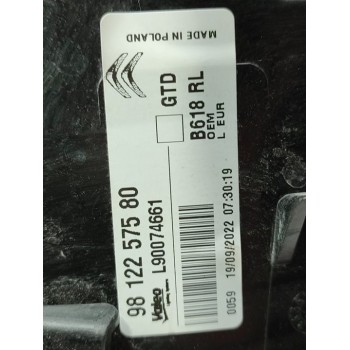 MADE IN POLAND
GTD
B618 RL
OEM
L EUR
98 122 575 80
Valeo L90074661
0059 19/09/2022 07:30:19